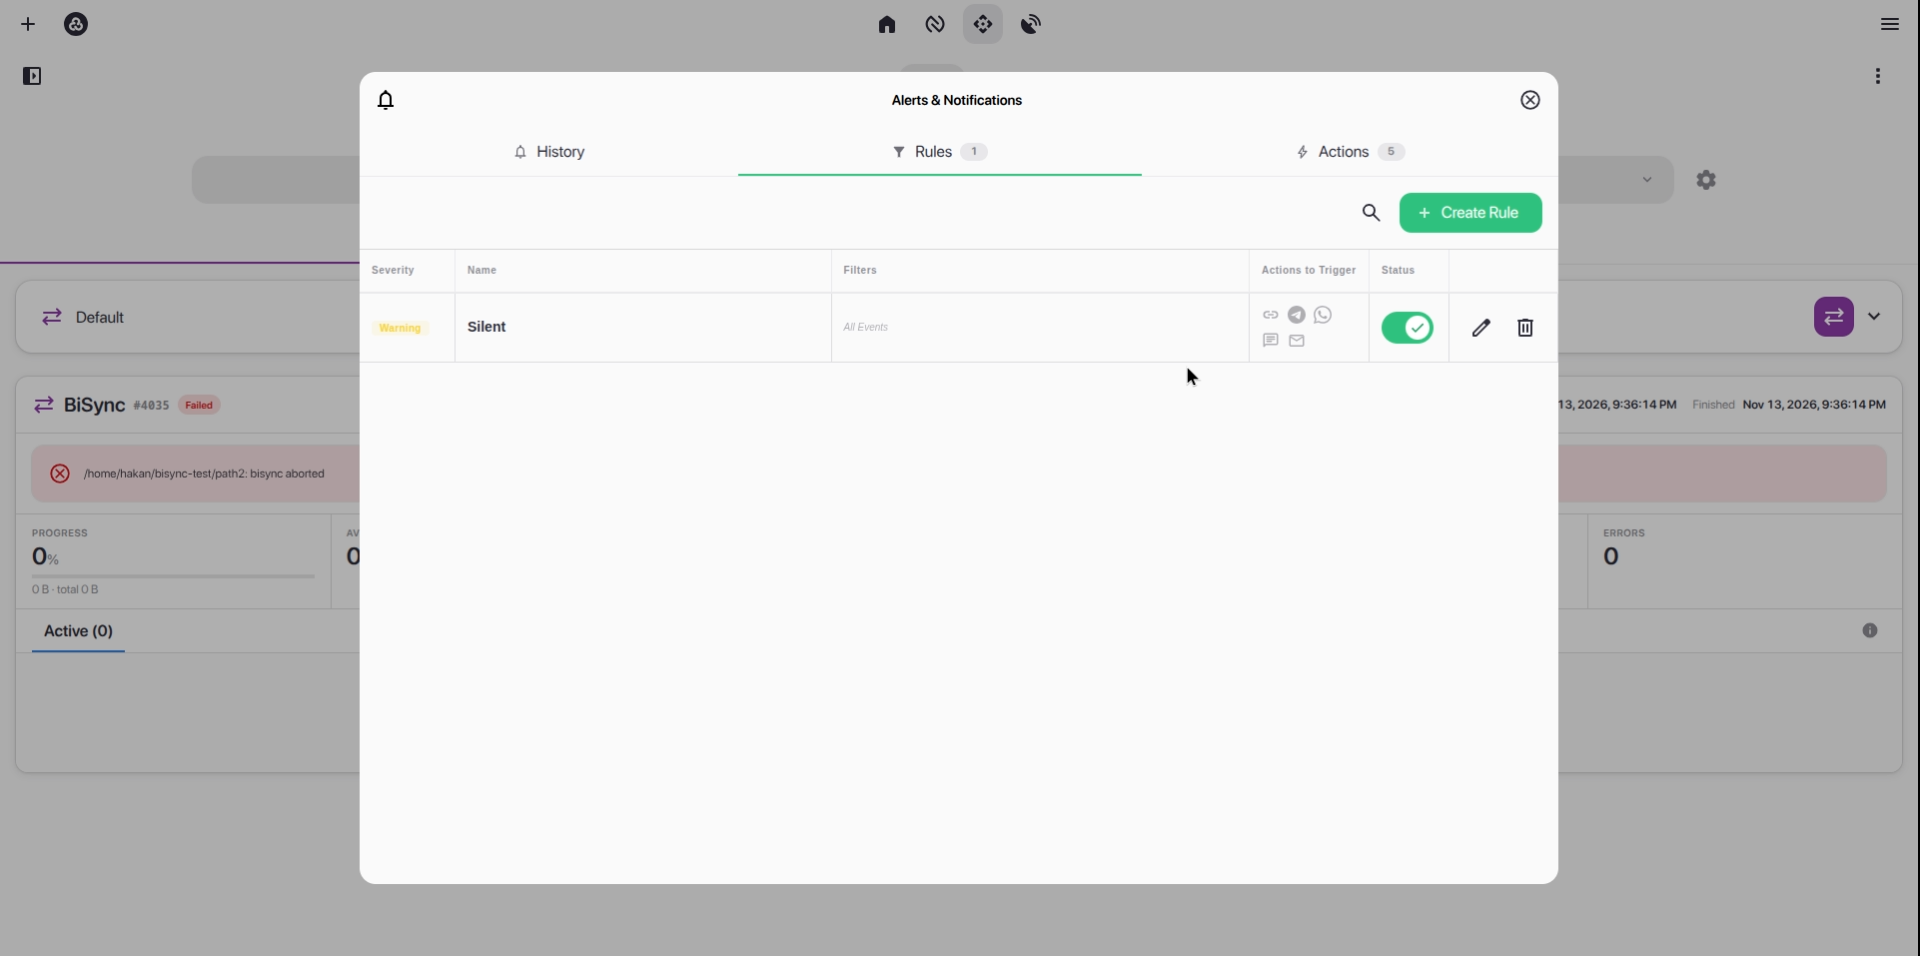 Alerts & Notifications
History
Rules 1
Actions 5
+ Create Rule
Severity Name Filters Actions to Trigger Status
Warning Silent All Events
Default
BiSync #4035 Failed
13, 2026, 9:36:14 PM Finished Nov 13, 2026, 9:36:14 PM
/home/hakan/bisync-test/path2: bisync aborted
PROGRESS
0%
0 B · total 0 B
AV
0
ERRORS
0
Active (0)